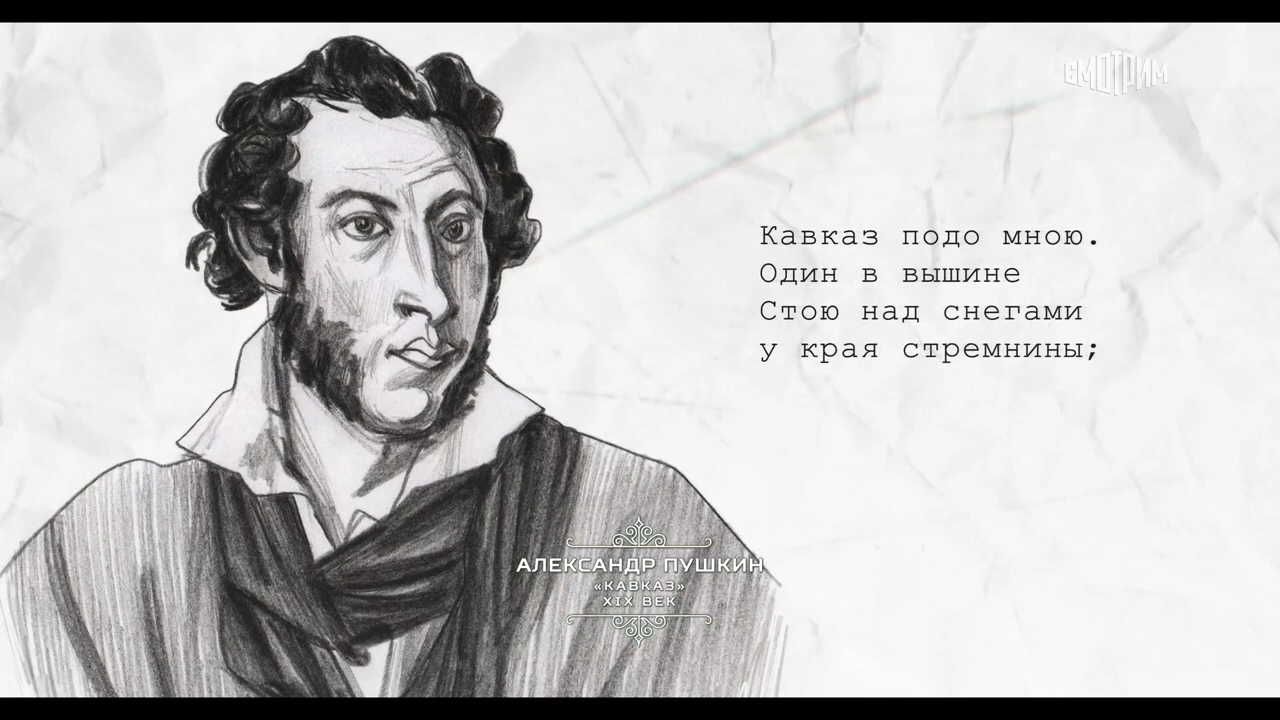 СМОТРИМ
Кавказ подо мною.
Один в вышине
Стою над снегами
у края стремнины;
АЛЕКСАНДР ПУШКИН
«КАВКАЗ»
XIX ВЕК